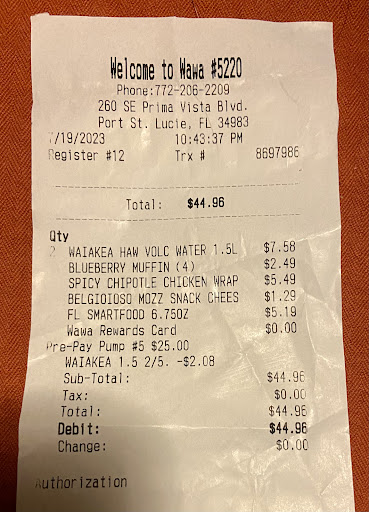 Welcome to Wawa #5220
Phone:772-206-2209
260 SE Prima Vista Blvd.
Port St. Lucie, FL 34983
7/19/2023 10:43:37 PM
Register #12 Trx # 8697986
Total: $44.96
Qty
2 WAIAKEA HAW VOLC WATER 1.5L $7.58
BLUEBERRY MUFFIN (4) $2.49
SPICY CHIPOTLE CHICKEN WRAP $5.49
BELGIOIOSO MOZZ SNACK CHEES $1.29
FL SMARTFOOD 6.75OZ $5.19
Wawa Rewards Card $0.00
Pre-Pay Pump #5 $25.00
WAIAKEA 1.5 2/5. -$2.08
Sub-Total: $44.96
Tax: $0.00
Total: $44.96
Debit: $44.96
Change: $0.00
Authorization